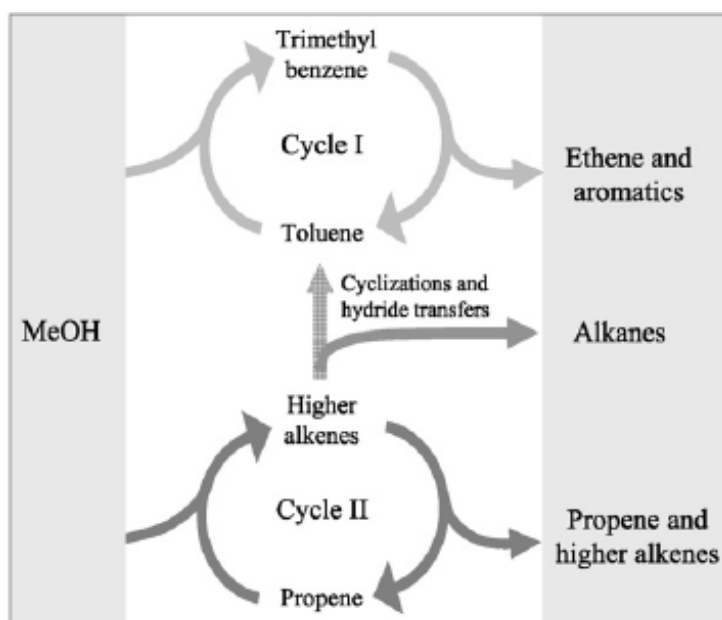 Trimethyl
benzene
Cycle I
Ethene and
aromatics
Toluene
Cyclizations and
hydride transfers
MeOH
Alkanes
Higher
alkenes
Cycle II
Propene and
higher alkenes
Propene